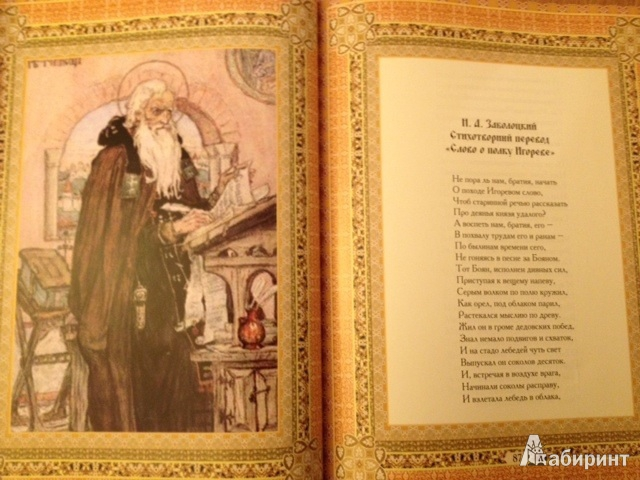 Н. А. Заболоцкий
Стихотворный перевод
«Слово о полку Игореве»
Не пора ль нам, братия, начать
О походе Игоревом слово,
Чтоб старинной речью рассказать
Про деянья князя удалого?
А воспеть нам, братия, его —
В похвалу трудам его и ранам —
По былинам времени сего,
Не гоняясь в песне за Бояном.
Тот Боян, исполнен дивных сил,
Приступая к вещему напеву,
Серым волком по полю кружил,
Как орел, под облаком парил,
Растекался мыслию по древу.
Жил он в громе дедовских побед,
Знал немало подвигов и схваток,
И на стадо лебедей чуть свет
Выпускал он соколов десяток.
И, встречая в воздухе врага,
Начинали соколы расправу,
И взлетала лебедь в облака,
Лабиринт